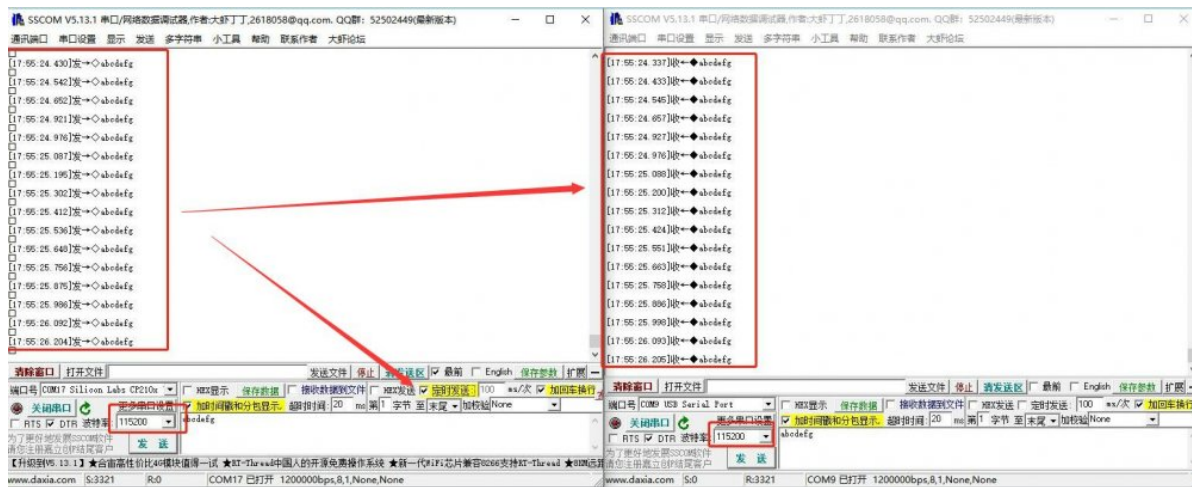 SSCOM V5.13.1 串口/网络数据调试器,作者:大虾丁丁,2618058@qq.com. QQ群: 52502449(最新版本)
通讯端口 串口设置 显示 发送 多字符串 小工具 帮助 联系作者 大虾论坛
[17:55:24.430]发→◇abcdefg
[17:55:24.542]发→◇abcdefg
[17:55:24.652]发→◇abcdefg
[17:55:24.921]发→◇abcdefg
[17:55:24.976]发→◇abcdefg
[17:55:25.087]发→◇abcdefg
[17:55:25.195]发→◇abcdefg
[17:55:25.302]发→◇abcdefg
[17:55:25.412]发→◇abcdefg
[17:55:25.536]发→◇abcdefg
[17:55:25.648]发→◇abcdefg
[17:55:25.756]发→◇abcdefg
[17:55:25.875]发→◇abcdefg
[17:55:25.986]发→◇abcdefg
[17:55:26.092]发→◇abcdefg
[17:55:26.204]发→◇abcdefg
清除窗口 打开文件 发送文件 停止 清发送区 最前 English 保存参数 扩展 —
端口号 COM17 Silicon Labs CP210x HEX显示 保存数据 接收数据到文件 HEX发送 定时发送: 100 ms/次 加回车换行
关闭串口 更多串口设置 加时间戳和分包显示. 超时时间: 20 ms 第 1 字节 至 末尾 加校验 None
RTS DTR 波特率: 115200 abcdefg
为了更好地发展SSCOM软件
请您注册嘉立创结尾客户
发 送
【升级到V5.13.1】★合宙高性价比4G模块值得一试 ★RT-Thread中国人的开源免费操作系统 ★新一代WiFi芯片兼容8266支持RT-Thread ★8KM远
www.daxia.com S:3321 R:0 COM17 已打开 1200000bps,8,1,None,None
SSCOM V5.13.1 串口/网络数据调试器,作者:大虾丁丁,2618058@qq.com. QQ群: 52502449(最新版本)
通讯端口 串口设置 显示 发送 多字符串 小工具 帮助 联系作者 大虾论坛
[17:55:24.337]收←◆abcdefg
[17:55:24.433]收←◆abcdefg
[17:55:24.545]收←◆abcdefg
[17:55:24.657]收←◆abcdefg
[17:55:24.927]收←◆abcdefg
[17:55:24.976]收←◆abcdefg
[17:55:25.088]收←◆abcdefg
[17:55:25.200]收←◆abcdefg
[17:55:25.312]收←◆abcdefg
[17:55:25.424]收←◆abcdefg
[17:55:25.551]收←◆abcdefg
[17:55:25.663]收←◆abcdefg
[17:55:25.758]收←◆abcdefg
[17:55:25.886]收←◆abcdefg
[17:55:25.998]收←◆abcdefg
[17:55:26.093]收←◆abcdefg
[17:55:26.205]收←◆abcdefg
清除窗口 打开文件 发送文件 停止 清发送区 最前 English 保存参数 扩展
端口号 COM9 USB Serial Port HEX显示 保存数据 接收数据到文件 HEX发送 定时发送: 100 ms/次 加回车换行
关闭串口 更多串口设置 加时间戳和分包显示. 超时时间: 20 ms 第 1 字节 至 末尾 加校验 None
RTS DTR 波特率: 115200 abcdefg
为了更好地发展SSCOM软件
请您注册嘉立创结尾客户
发 送
www.daxia.com S:0 R:3321 COM9 已打开 1200000bps,8,1,None,None